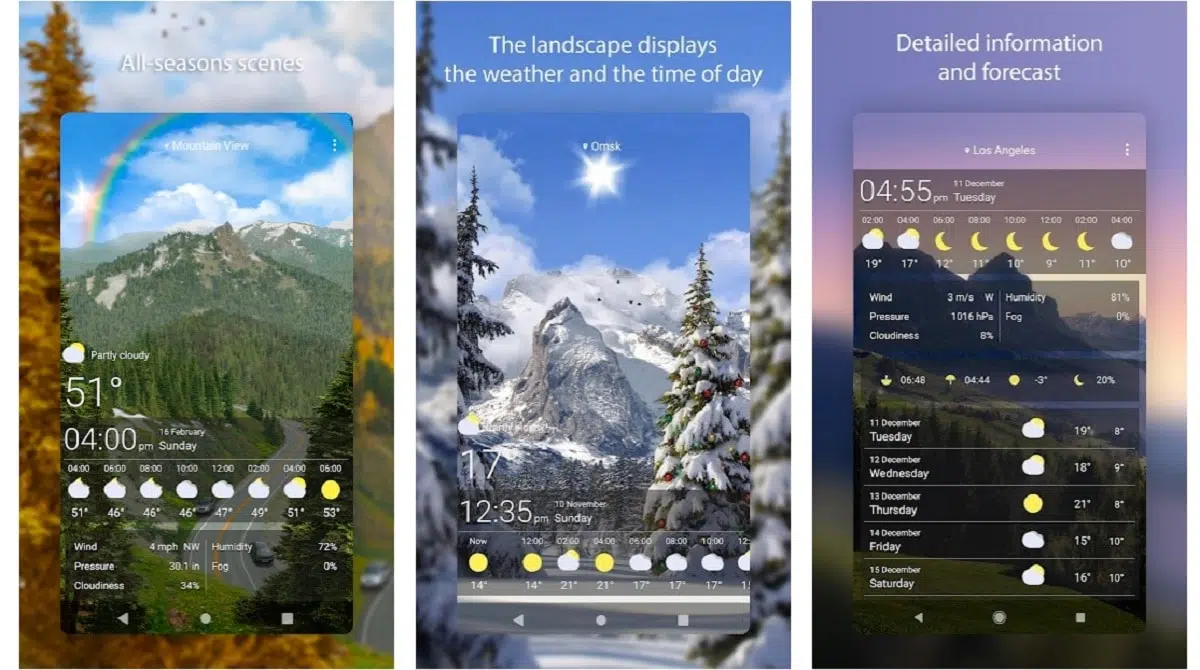 All-seasons scenes
Mountain View
Partly cloudy
51°
04:00pm
16 February
Sunday
04:00 06:00 08:00 10:00 12:00 02:00 04:00 06:00
51° 46° 46° 46° 47° 49° 51° 53°
Wind 4 mph NW Humidity 72%
Pressure 30.1 in Fog 0%
Cloudiness 34%
The landscape displays
the weather and the time of day
Omsk
17
12:35pm
10 November
Sunday
Now 12:00 02:00 04:00 06:00 08:00 10:00 12:
14° 14° 21° 21° 17° 17° 17° 15
Detailed information
and forecast
Los Angeles
04:55pm
11 December
Tuesday
02:00 04:00 06:00 08:00 10:00 12:00 02:00 04:00
19° 17° 12° 11° 10° 9° 11° 10°
Wind 3 m/s W Humidity 81%
Pressure 1016 hPa Fog 0%
Cloudiness 8%
06:48 04:44 -3° 20%
11 December
Tuesday 19° 8°
12 December
Wednesday 18° 9°
13 December
Thursday 21° 8°
14 December
Friday 15° 10°
15 December
Saturday 16° 10°